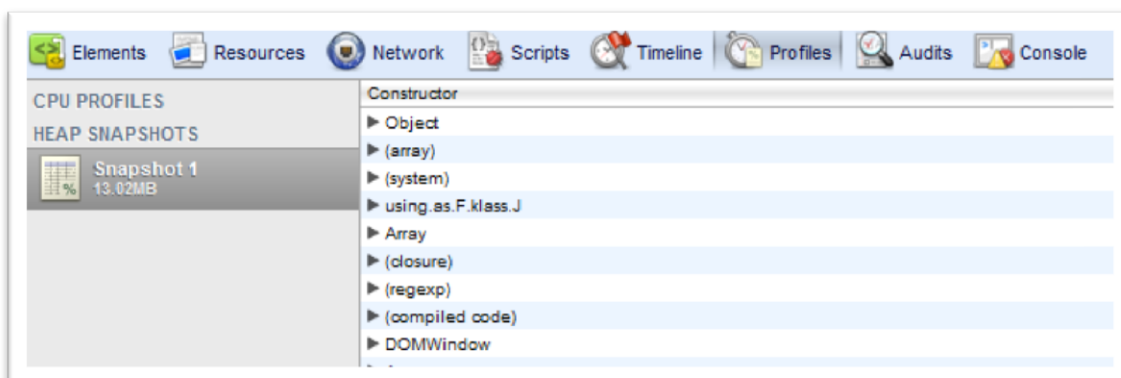 Elements Resources Network Scripts Timeline Profiles Audits Console
CPU PROFILES
HEAP SNAPSHOTS
Snapshot 1
13.02MB
Constructor
Object
(array)
(system)
using.as.F.klass.J
Array
(closure)
(regexp)
(compiled code)
DOMWindow